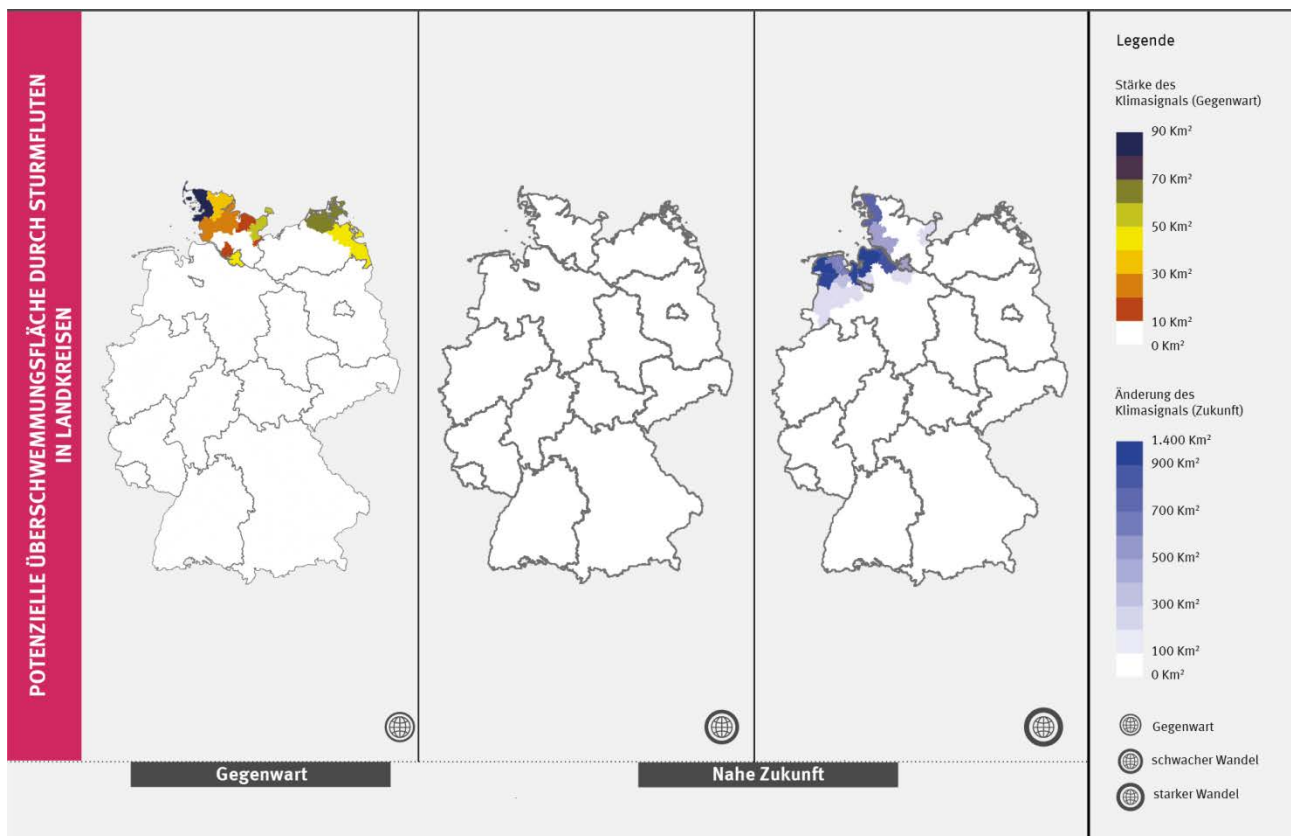 POTENZIELLE ÜBERSCHWEMMUNGSFLÄCHE DURCH STURMFLUTEN
IN LANDKREISEN
Gegenwart
Nahe Zukunft
Legende
Stärke des
Klimasignals (Gegenwart)
90 Km²
70 Km²
50 Km²
30 Km²
10 Km²
0 Km²
Änderung des
Klimasignals (Zukunft)
1.400 Km²
900 Km²
700 Km²
500 Km²
300 Km²
100 Km²
0 Km²
Gegenwart
schwacher Wandel
starker Wandel